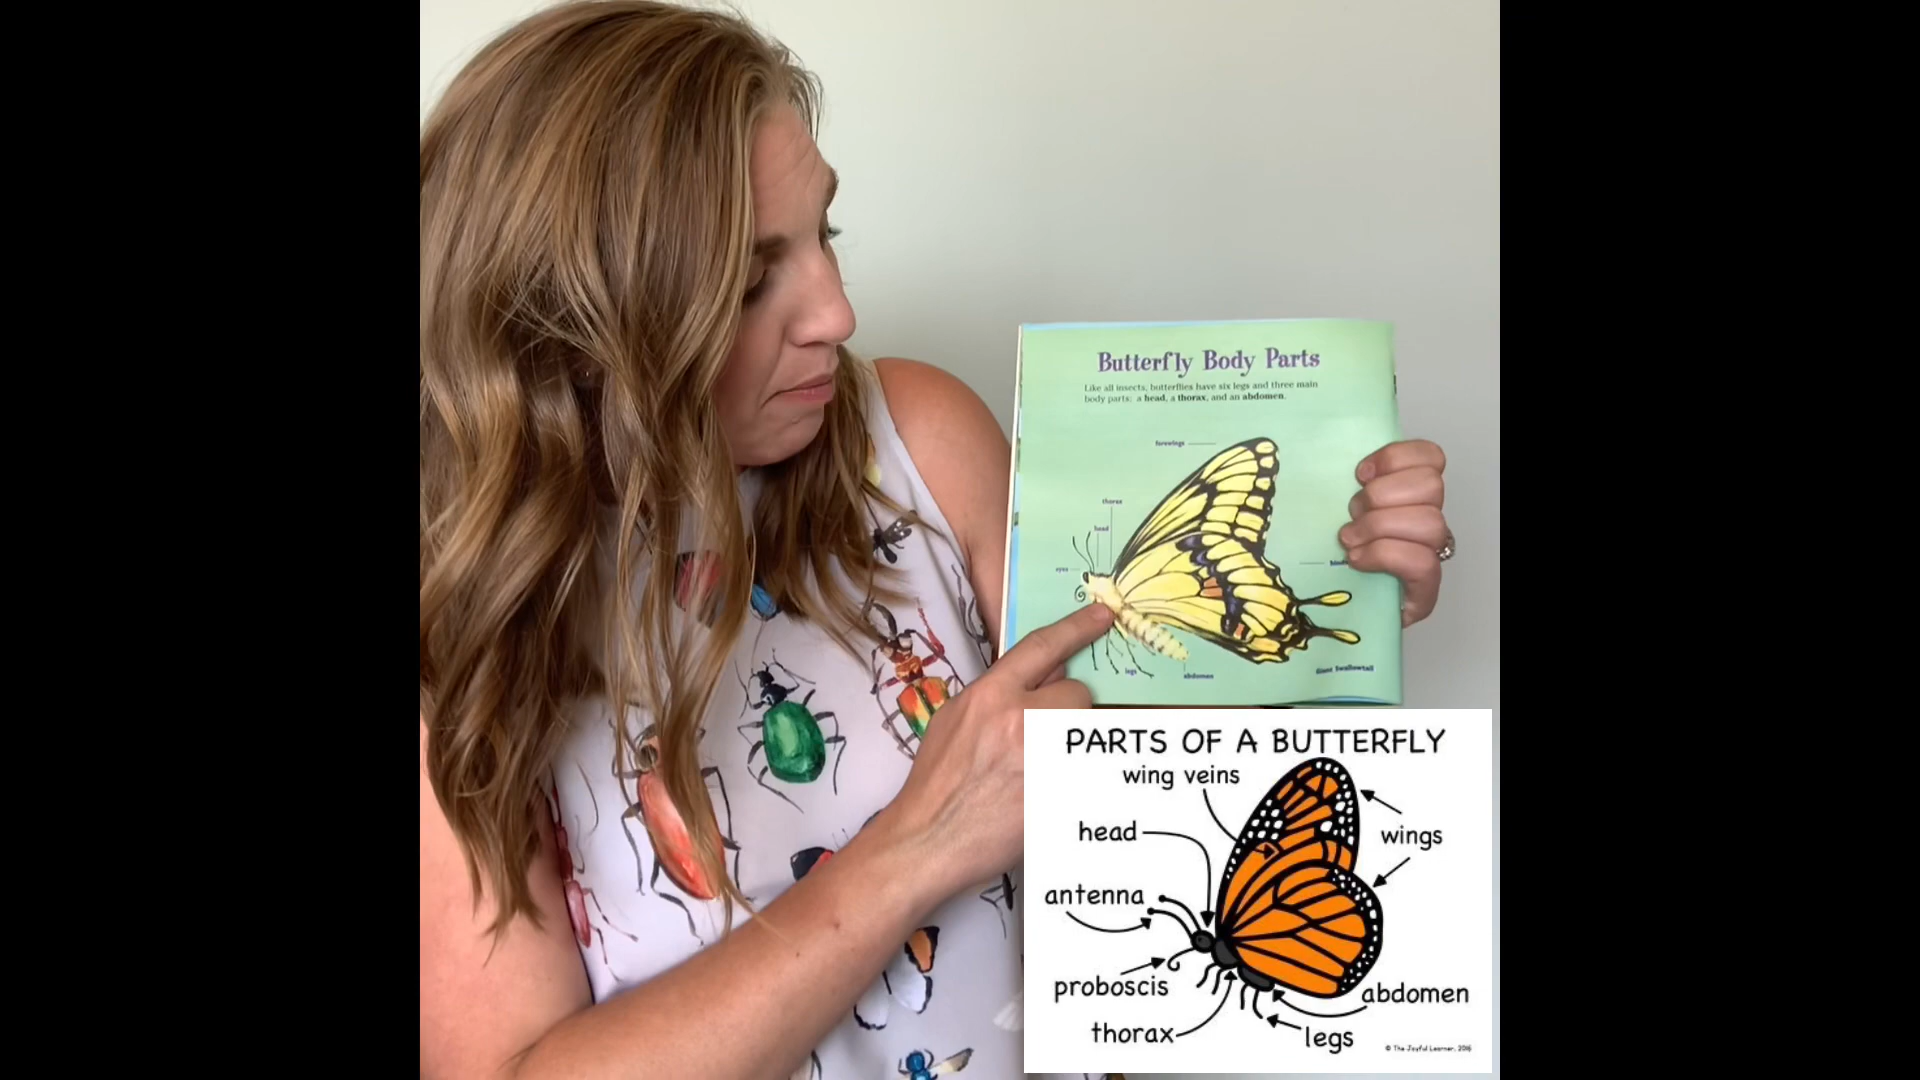 Butterfly Body Parts
Like all insects, butterflies have six legs and three main
body parts: a head, a thorax, and an abdomen.
forewings
thorax
head
eyes
legs
abdomen
Giant Swallowtail
PARTS OF A BUTTERFLY
wing veins
head
wings
antenna
proboscis
abdomen
thorax
legs
© The Joyful Learner, 2016